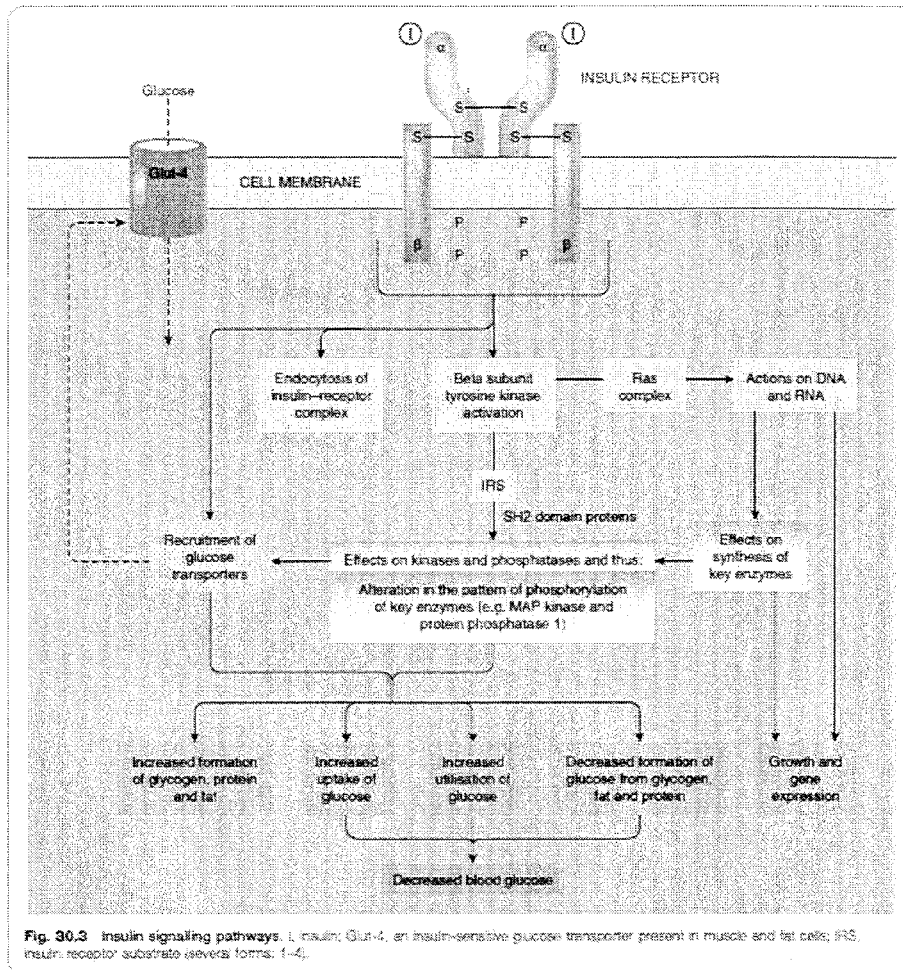 I
α
α
I
INSULIN RECEPTOR
Glucose
S
S
S
S
S
S
Glut-4
CELL MEMBRANE
P
P
β
P
P
β
Endocytosis of
insulin–receptor
complex
Beta subunit
tyrosine kinase
activation
Ras
complex
Actions on DNA
and RNA
IRS
SH2 domain proteins
Recruitment of
glucose
transporters
Effects on kinases and phosphatases and thus:
Alteration in the pattern of phosphorylation
of key enzymes (e.g. MAP kinase and
protein phosphatase 1)
Effects on
synthesis of
key enzymes
Increased formation
of glycogen, protein
and fat
Increased
uptake of
glucose
Increased
utilisation of
glucose
Decreased formation of
glucose from glycogen,
fat and protein
Growth and
gene
expression
Decreased blood glucose
Fig. 30.3 Insulin signalling pathways. I, insulin; Glut-4, an insulin-sensitive glucose transporter present in muscle and fat cells; IRS,
insulin receptor substrate (several forms: 1–4).